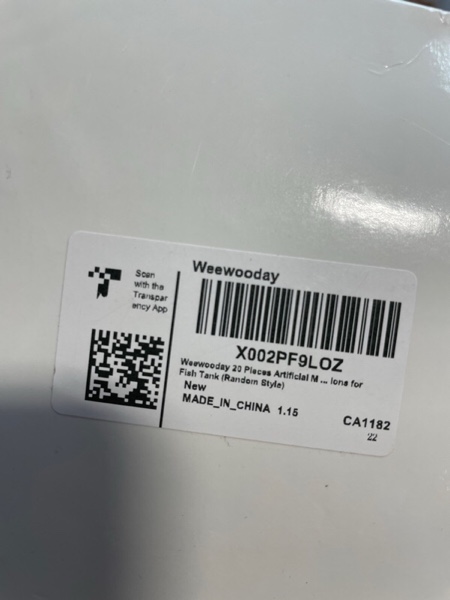 Scan
with the
Transpar
ency App
Weewooday
X002PF9LOZ
Weewooday 20 Pieces Artificial M ... ions for
Fish Tank (Random Style)
New
MADE_IN_CHINA 1.15
CA1182
22